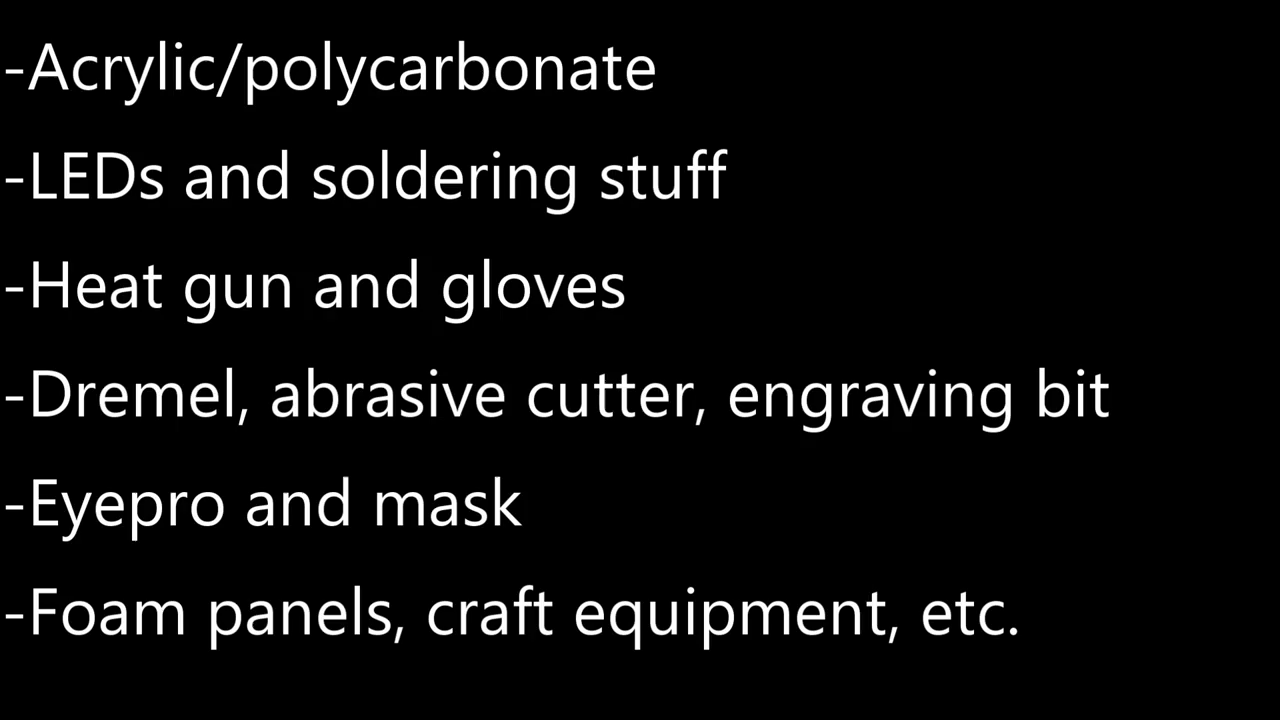 -Acrylic/polycarbonate
-LEDs and soldering stuff
-Heat gun and gloves
-Dremel, abrasive cutter, engraving bit
-Eyepro and mask
-Foam panels, craft equipment, etc.